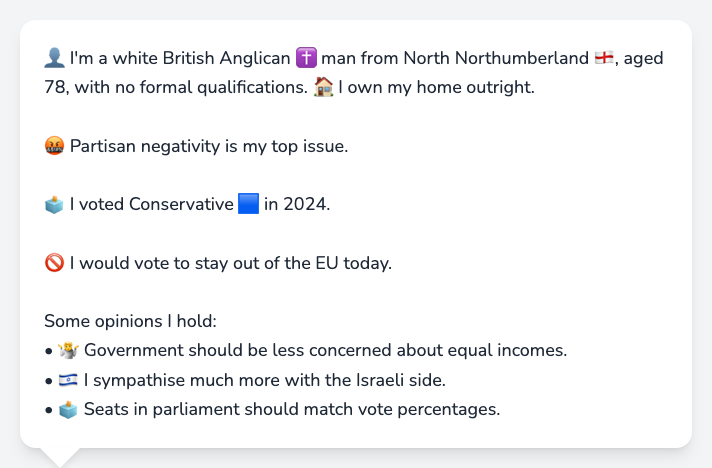 👤 I'm a white British Anglican ✝️ man from North Northumberland 🏴󠁧󠁢󠁥󠁮󠁧󠁿, aged
78, with no formal qualifications. 🏠 I own my home outright.
🤬 Partisan negativity is my top issue.
🗳️ I voted Conservative 🟦 in 2024.
🚫 I would vote to stay out of the EU today.
Some opinions I hold:
• 🤷 Government should be less concerned about equal incomes.
• 🇮🇱 I sympathise much more with the Israeli side.
• 🗳️ Seats in parliament should match vote percentages.